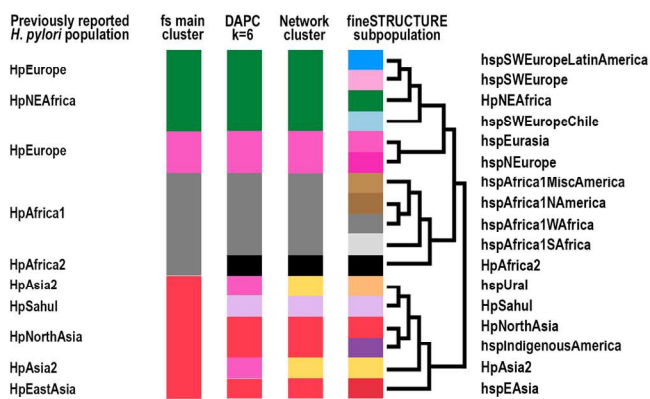 Previously reported
H. pylori population
fs main
cluster
DAPC
k=6
Network
cluster
fineSTRUCTURE
subpopulation
HpEurope
HpNEAfrica
HpEurope
HpAfrica1
HpAfrica2
HpAsia2
HpSahul
HpNorthAsia
HpAsia2
HpEastAsia
hspSWEuropeLatinAmerica
hspSWEurope
HpNEAfrica
hspSWEuropeChile
hspEurasia
hspNEurope
hspAfrica1MiscAmerica
hspAfrica1NAmerica
hspAfrica1WAfrica
hspAfrica1SAfrica
HpAfrica2
hspUral
HpSahul
HpNorthAsia
hspIndigenousAmerica
HpAsia2
hspEAsia